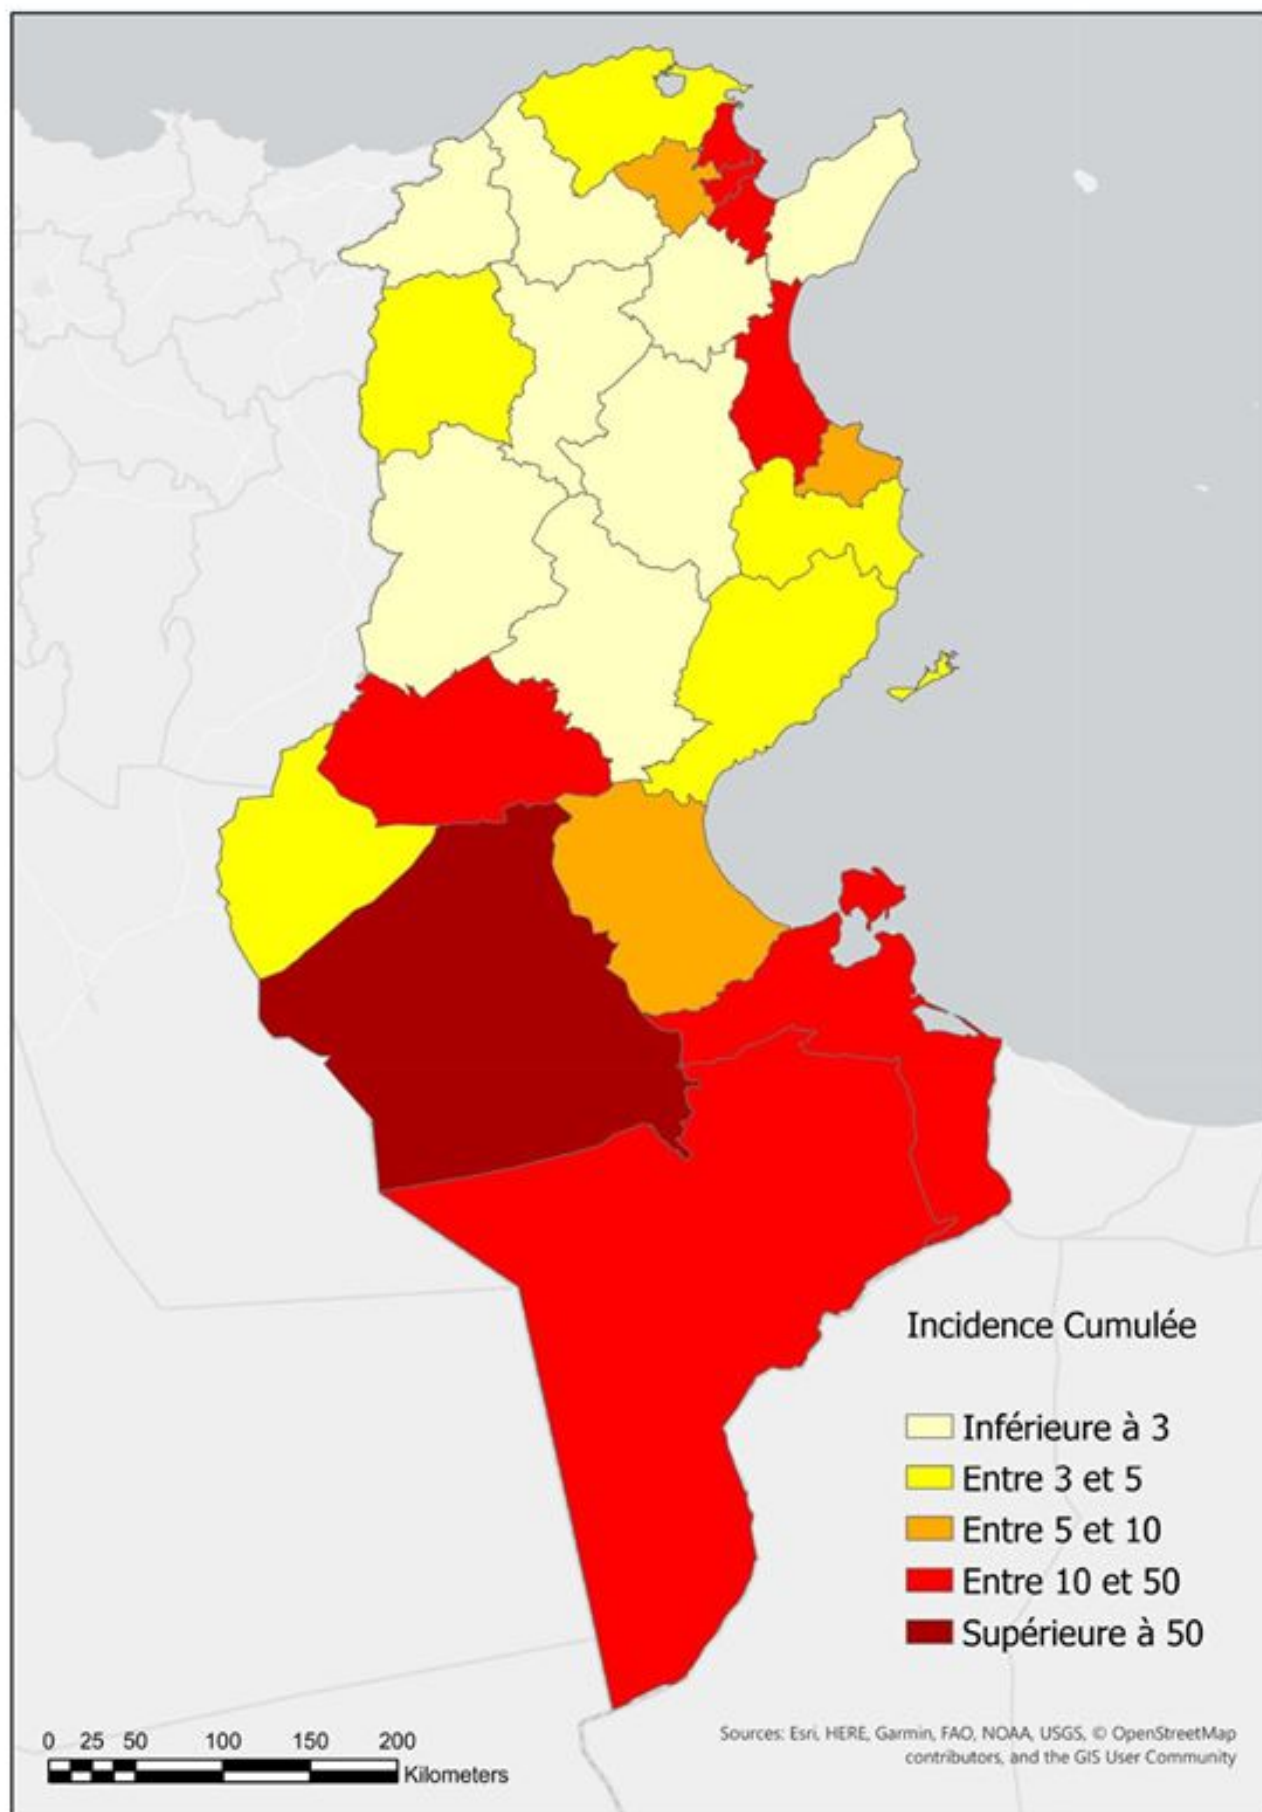 Incidence Cumulée
Inférieure à 3
Entre 3 et 5
Entre 5 et 10
Entre 10 et 50
Supérieure à 50
0 25 50 100 150 200
Kilometers
Sources: Esri, HERE, Garmin, FAO, NOAA, USGS, © OpenStreetMap
contributors, and the GIS User Community